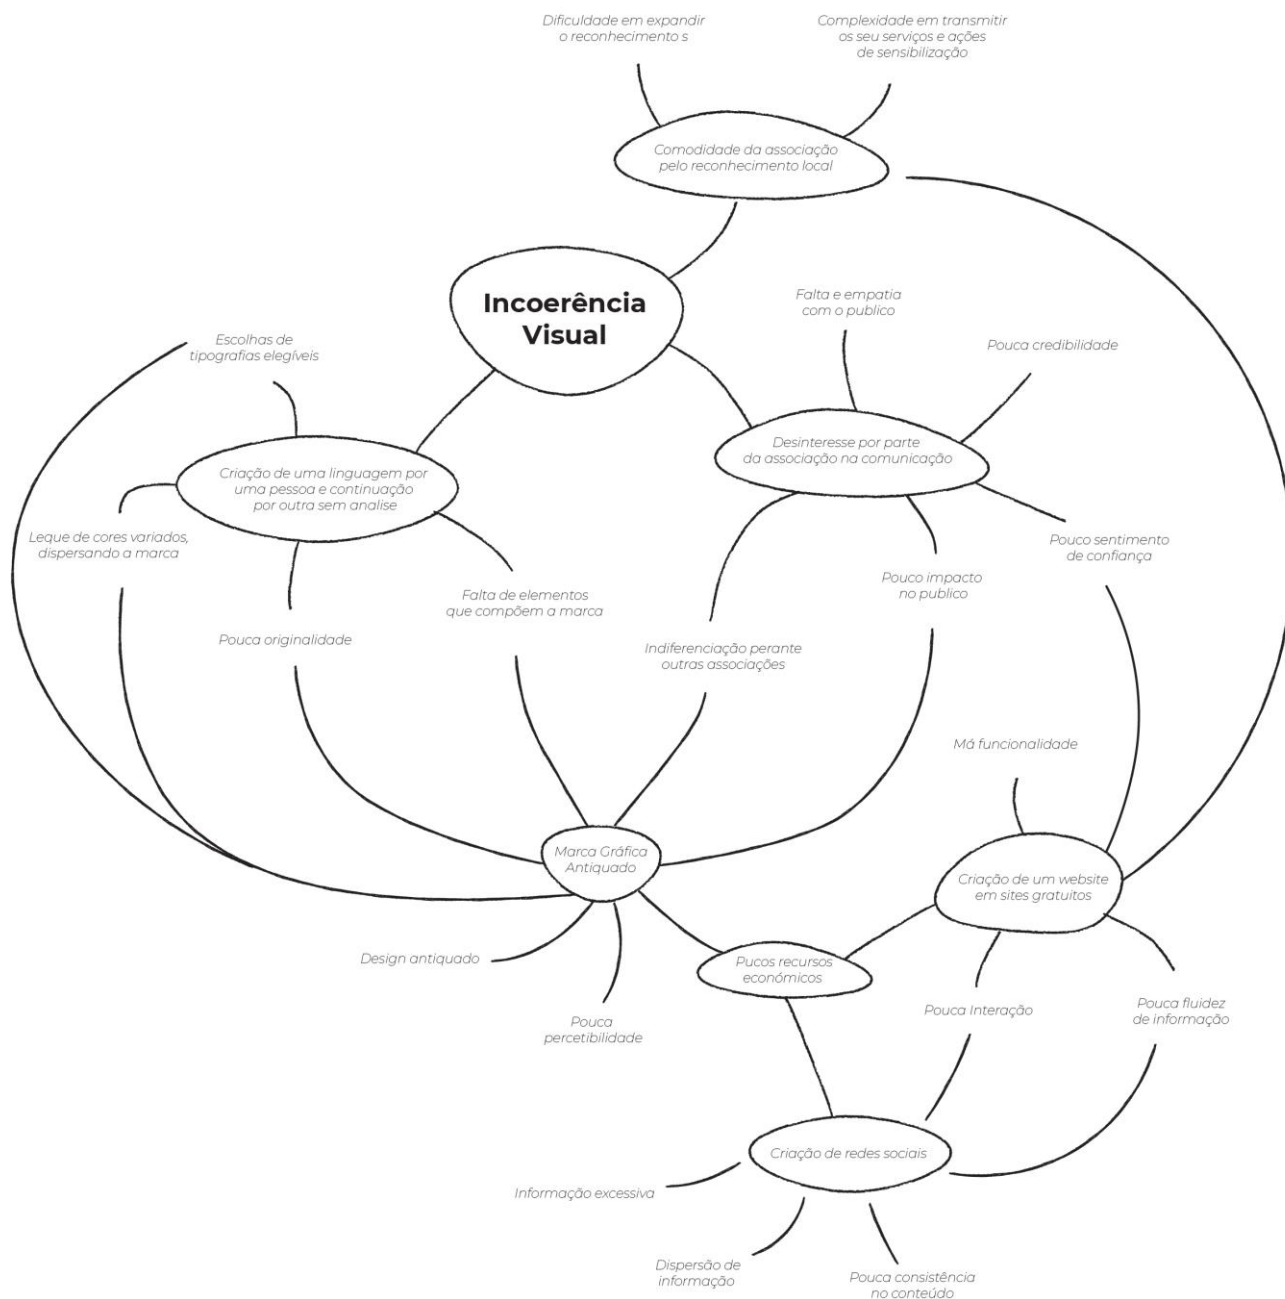 Dificuldade em expandir
o reconhecimento s
Complexidade em transmitir
os seu serviços e ações
de sensibilização
Comodidade da associação
pelo reconhecimento local
Incoerência
Visual
Falta e empatia
com o publico
Pouca credibilidade
Escolhas de
tipografias elegíveis
Desinteresse por parte
da associação na comunicação
Criação de uma linguagem por
uma pessoa e continuação
por outra sem analise
Leque de cores variados,
dispersando a marca
Pouco sentimento
de confiança
Pouco impacto
no publico
Falta de elementos
que compõem a marca
Pouca originalidade
Indiferenciação perante
outras associações
Má funcionalidade
Marca Gráfica
Antiquado
Criação de um website
em sites gratuitos
Design antiquado
Pucos recursos
económicos
Pouca
percetibilidade
Pouca Interação
Pouca fluidez
de informação
Criação de redes sociais
Informação excessiva
Dispersão de
informação
Pouca consistência
no conteúdo